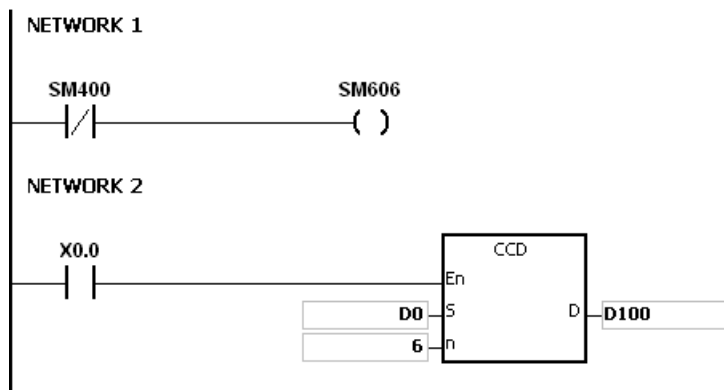 NETWORK 1
SM400 SM606
NETWORK 2
X0.0
CCD
En
D0 S D D100
6 n